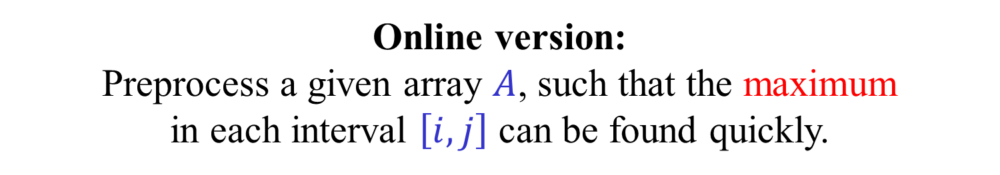 Online version:
Preprocess a given array A, such that the maximum
in each interval [i, j] can be found quickly.